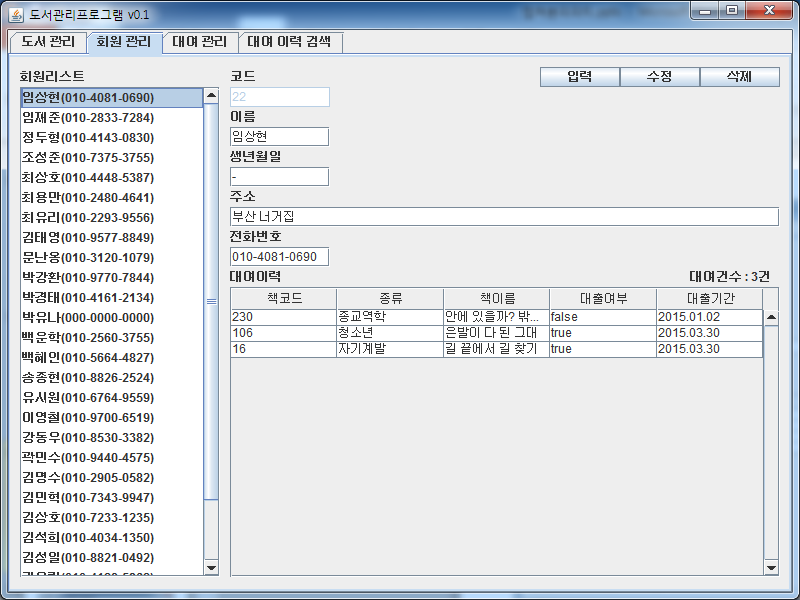 도서관리프로그램 v0.1
도서 관리 회원 관리 대여 관리 대여 이력 검색
회원리스트
임상현(010-4081-0690)
임재준(010-2833-7284)
정두형(010-4143-0830)
조성준(010-7375-3755)
최상호(010-4448-5387)
최용만(010-2480-4641)
최유리(010-2293-9556)
김태영(010-9577-8849)
문난옹(010-3120-1079)
박강환(010-9770-7844)
박경태(010-4161-2134)
박유나(000-0000-0000)
백운학(010-2560-3755)
백혜인(010-5664-4827)
송종현(010-8826-2524)
유서원(010-6764-9559)
이영철(010-9700-6519)
강동우(010-8530-3382)
곽민수(010-9440-4575)
김명수(010-2905-0582)
김민혁(010-7343-9947)
김상호(010-7233-1235)
김석희(010-4034-1350)
김성일(010-8821-0492)
코드
22
입력 수정 삭제
이름
임상현
생년월일
-
주소
부산 너거집
전화번호
010-4081-0690
대여이력 대여건수 : 3건
책코드 종류 책이름 대출여부 대출기간
230 종교역학 안에 있을까? 밖... false 2015.01.02
106 청소년 은발이 다 된 그대 true 2015.03.30
16 자기계발 길 끝에서 길 찾기 true 2015.03.30